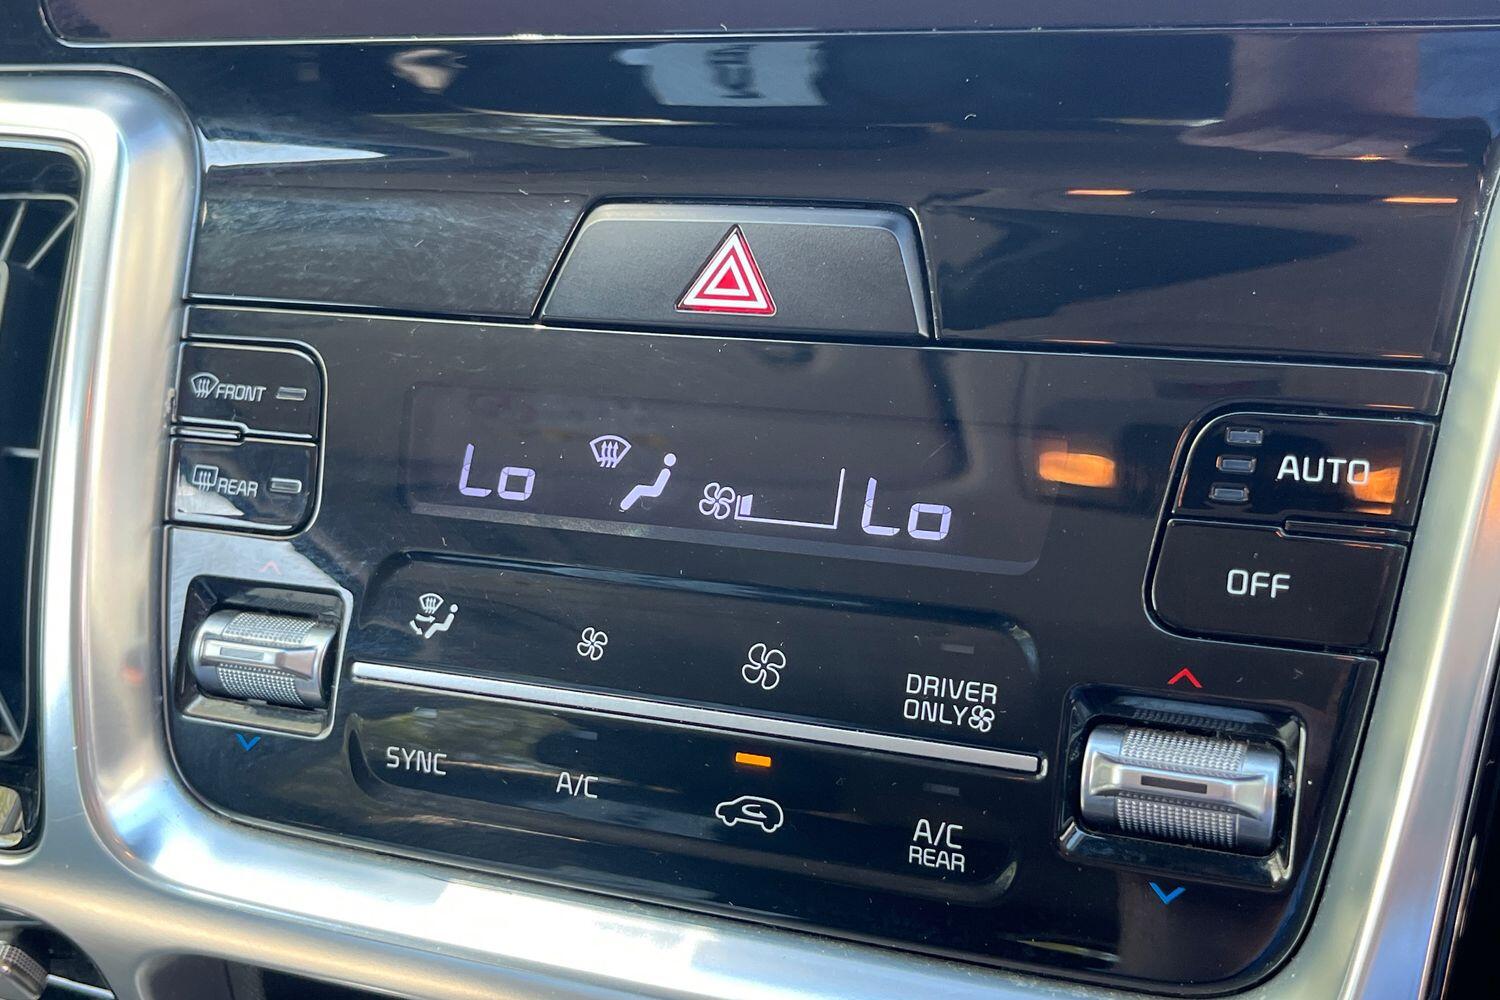 FRONT
REAR
Lo
Lo
AUTO
OFF
DRIVER
ONLY
SYNC
A/C
A/C
REAR